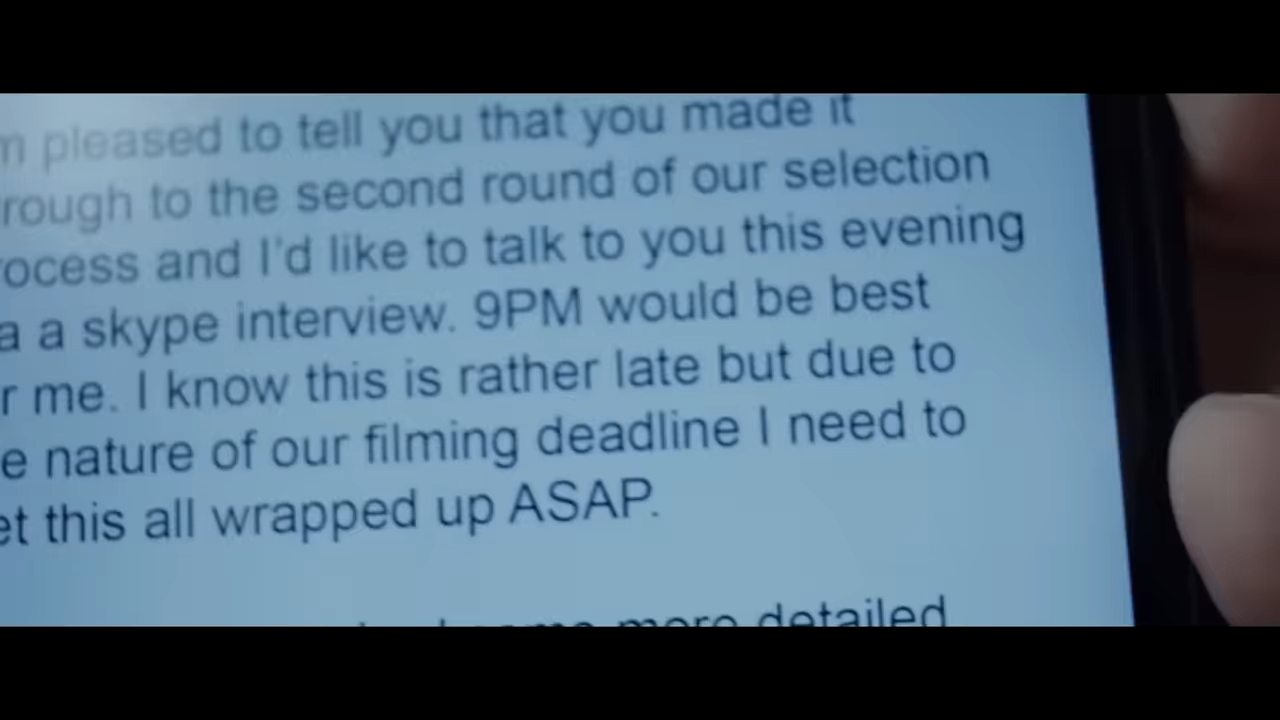 m pleased to tell you that you made it
rough to the second round of our selection
ocess and I'd like to talk to you this evening
a a skype interview. 9PM would be best
r me. I know this is rather late but due to
e nature of our filming deadline I need to
et this all wrapped up ASAP.
more detailed